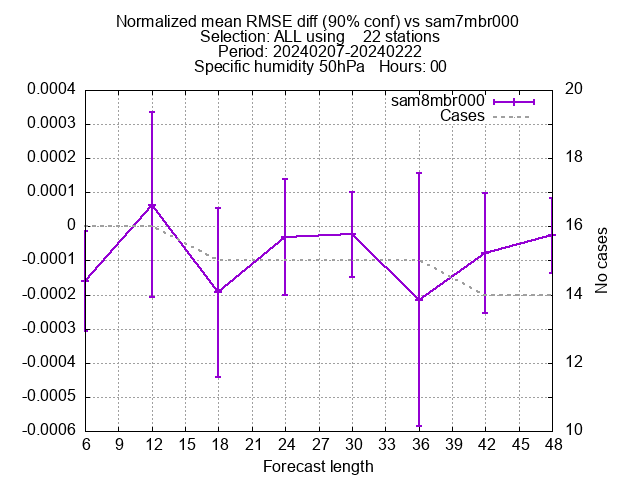 Normalized mean RMSE diff (90% conf) vs sam7mbr000
Selection: ALL using    22 stations
Period: 20240207-20240222
Specific humidity 50hPa   Hours: 00
0.0004
0.0003
0.0002
0.0001
0
-0.0001
-0.0002
-0.0003
-0.0004
-0.0005
-0.0006
20
18
16
14
12
10
sam8mbr000
Cases
No cases
6 9 12 15 18 21 24 27 30 33 36 39 42 45 48
Forecast length